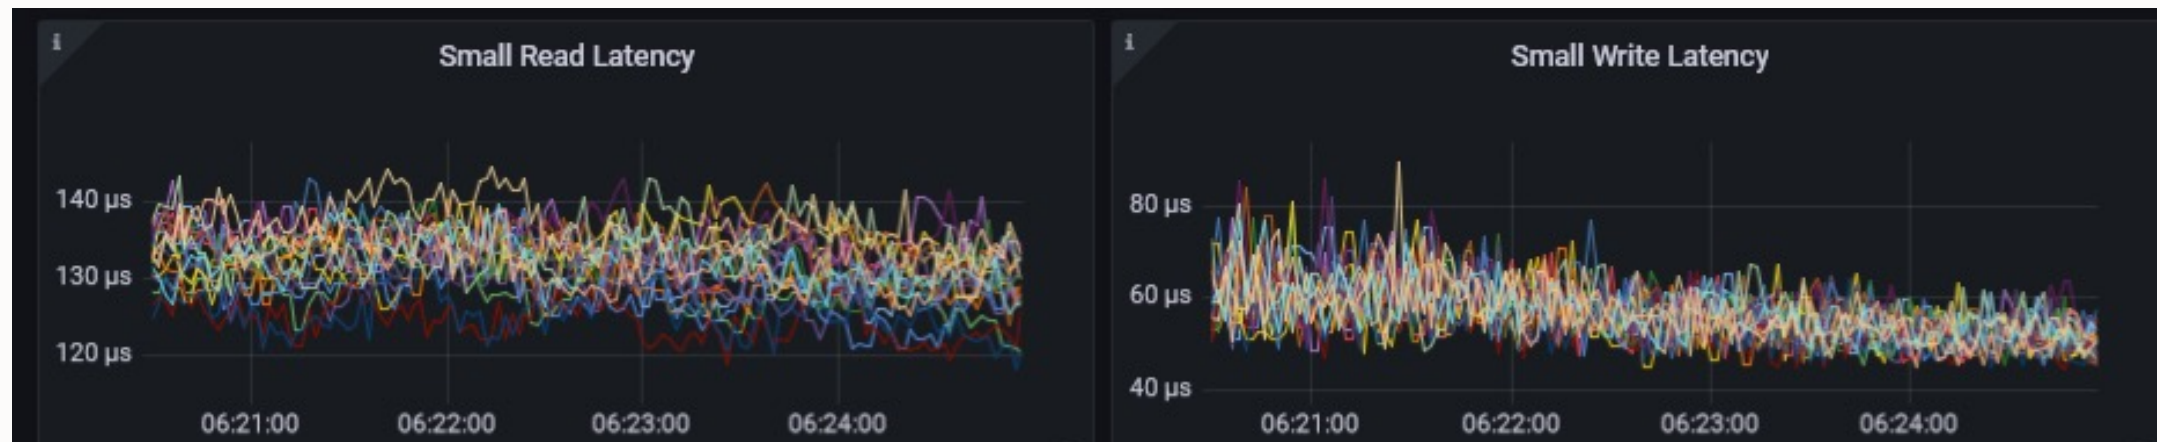 i
Small Read Latency
140 µs
130 µs
120 µs
06:21:00 06:22:00 06:23:00 06:24:00
i
Small Write Latency
80 µs
60 µs
40 µs
06:21:00 06:22:00 06:23:00 06:24:00